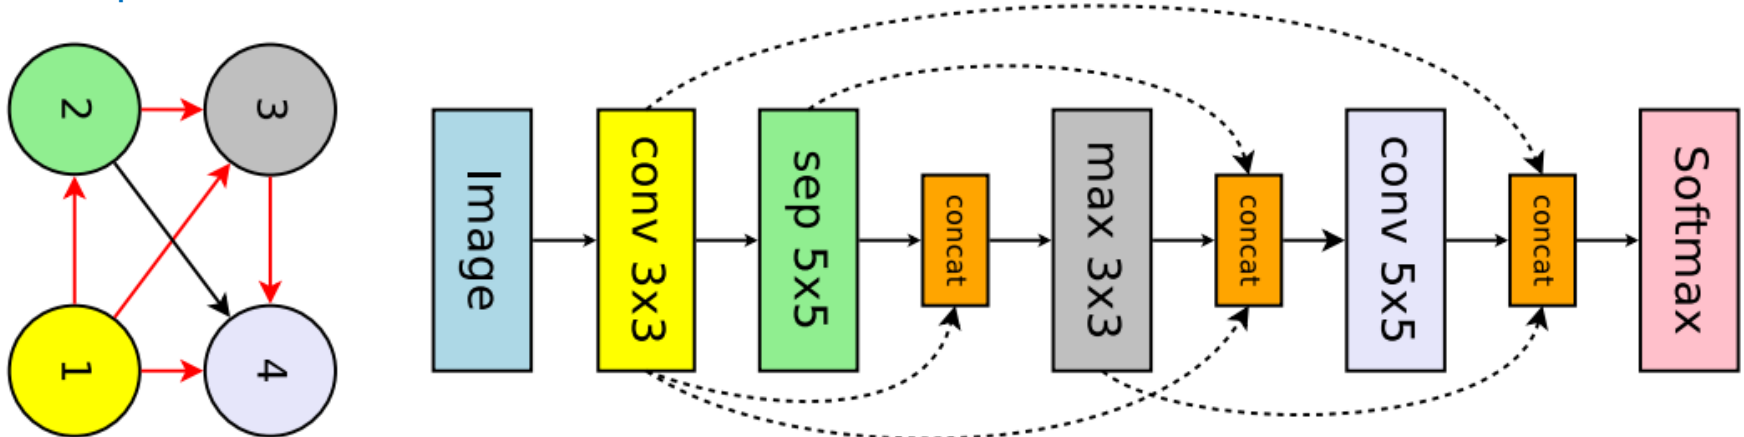 2
3
1
4
Image
conv 3x3
sep 5x5
concat
max 3x3
concat
conv 5x5
concat
Softmax